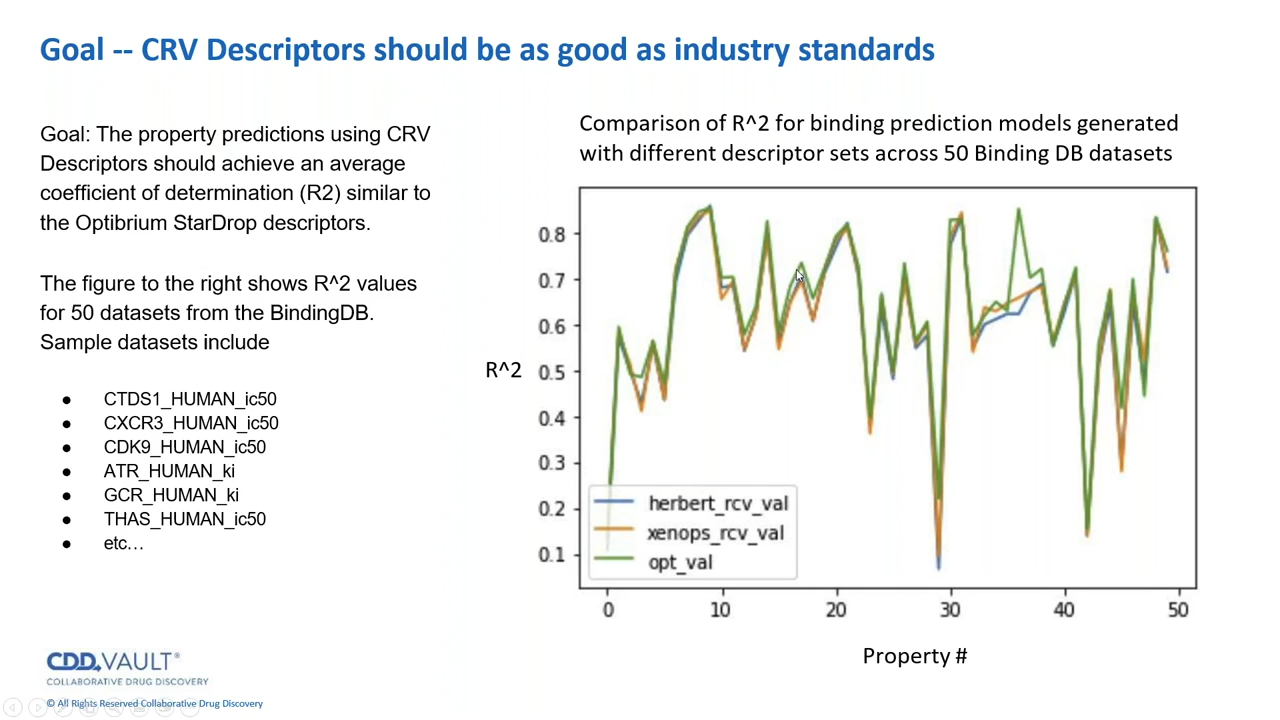 Goal -- CRV Descriptors should be as good as industry standards
Goal: The property predictions using CRV
Descriptors should achieve an average
coefficient of determination (R2) similar to
the Optibrium StarDrop descriptors.
The figure to the right shows R^2 values
for 50 datasets from the BindingDB.
Sample datasets include
● CTDS1_HUMAN_ic50
● CXCR3_HUMAN_ic50
● CDK9_HUMAN_ic50
● ATR_HUMAN_ki
● GCR_HUMAN_ki
● THAS_HUMAN_ic50
● etc…
Comparison of R^2 for binding prediction models generated
with different descriptor sets across 50 Binding DB datasets
R^2
0.8
0.7
0.6
0.5
0.4
0.3
0.2
0.1
herbert_rcv_val
xenops_rcv_val
opt_val
0 10 20 30 40 50
Property #
CDD VAULT®
COLLABORATIVE DRUG DISCOVERY
© All Rights Reserved Collaborative Drug Discovery